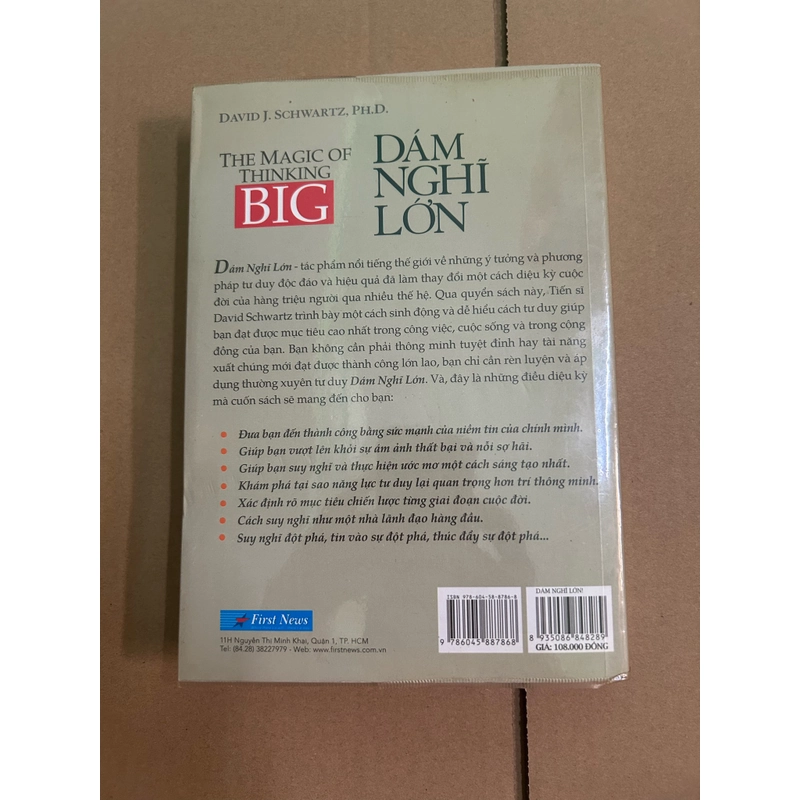 DAVID J. SCHWARTZ, PH.D.
THE MAGIC OF
THINKING
BIG
DÁM
NGHĨ
LỚN
Dám Nghĩ Lớn - tác phẩm nổi tiếng thế giới về những ý tưởng và phương
pháp tư duy độc đáo và hiệu quả đã làm thay đổi một cách diệu kỳ cuộc
đời của hàng triệu người qua nhiều thế hệ. Qua quyển sách này, Tiến sĩ
David Schwartz trình bày một cách sinh động và dễ hiểu cách tư duy giúp
bạn đạt được mục tiêu cao nhất trong công việc, cuộc sống và trong cộng
đồng của bạn. Bạn không cần phải thông minh tuyệt đỉnh hay tài năng
xuất chúng mới đạt được thành công lớn lao, bạn chỉ cần rèn luyện và áp
dụng thường xuyên tư duy Dám Nghĩ Lớn. Và, đây là những điều diệu kỳ
mà cuốn sách sẽ mang đến cho bạn:
• Đưa bạn đến thành công bằng sức mạnh của niềm tin của chính mình.
• Giúp bạn vượt lên khỏi sự ám ảnh thất bại và nỗi sợ hãi.
• Giúp bạn suy nghĩ và thực hiện ước mơ một cách sáng tạo nhất.
• Khám phá tại sao năng lực tư duy lại quan trọng hơn trí thông minh.
• Xác định rõ mục tiêu chiến lược từng giai đoạn cuộc đời.
• Cách suy nghĩ như một nhà lãnh đạo hàng đầu.
• Suy nghĩ đột phá, tin vào sự đột phá, thúc đẩy sự đột phá...
First News
11H Nguyễn Thị Minh Khai, Quận 1, TP. HCM
Tel: (84.28) 38227979 - Web: www.firstnews.com.vn
ISBN 978-604-58-8786-8
9 786045 887868
DÁM NGHĨ LỚN!
8 935086 848289
GIÁ: 108.000 ĐỒNG